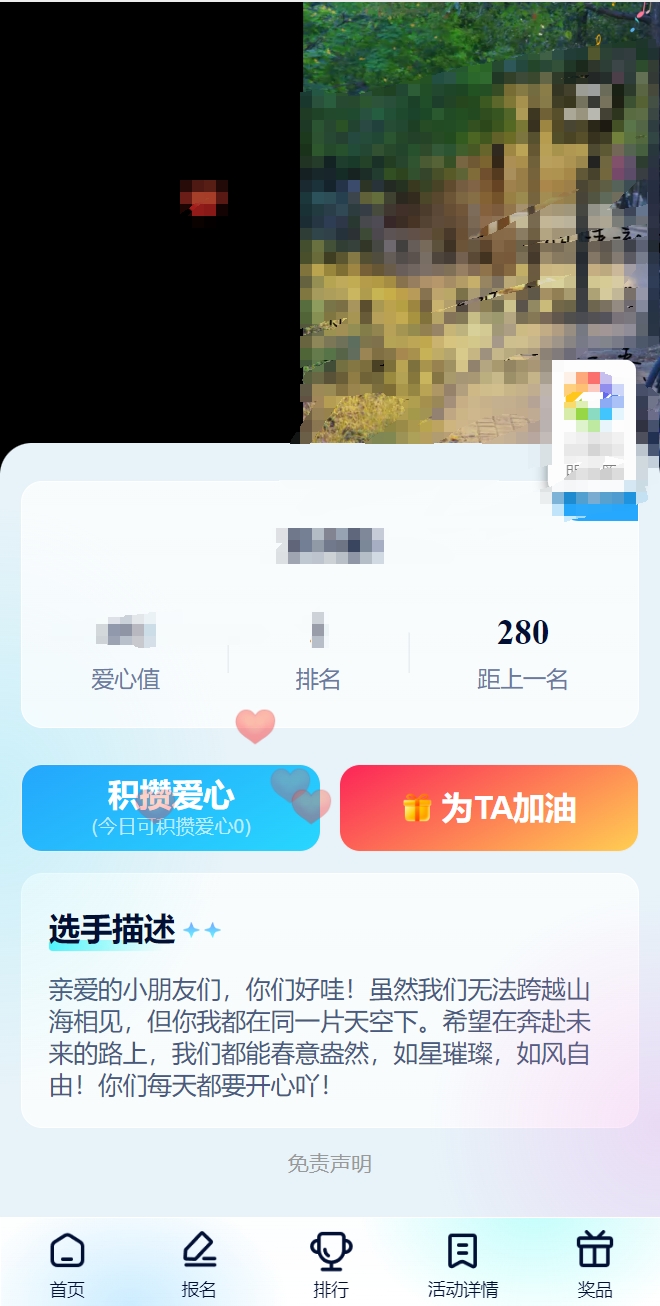 280
爱心值
排名
距上一名
积攒爱心
(今日可积攒爱心0)
为TA加油
选手描述
亲爱的小朋友们，你们好哇！虽然我们无法跨越山
海相见，但你我都在同一片天空下。希望在奔赴未
来的路上，我们都能春意盎然，如星璀璨，如风自
由！你们每天都要开心吖！
免责声明
首页
报名
排行
活动详情
奖品